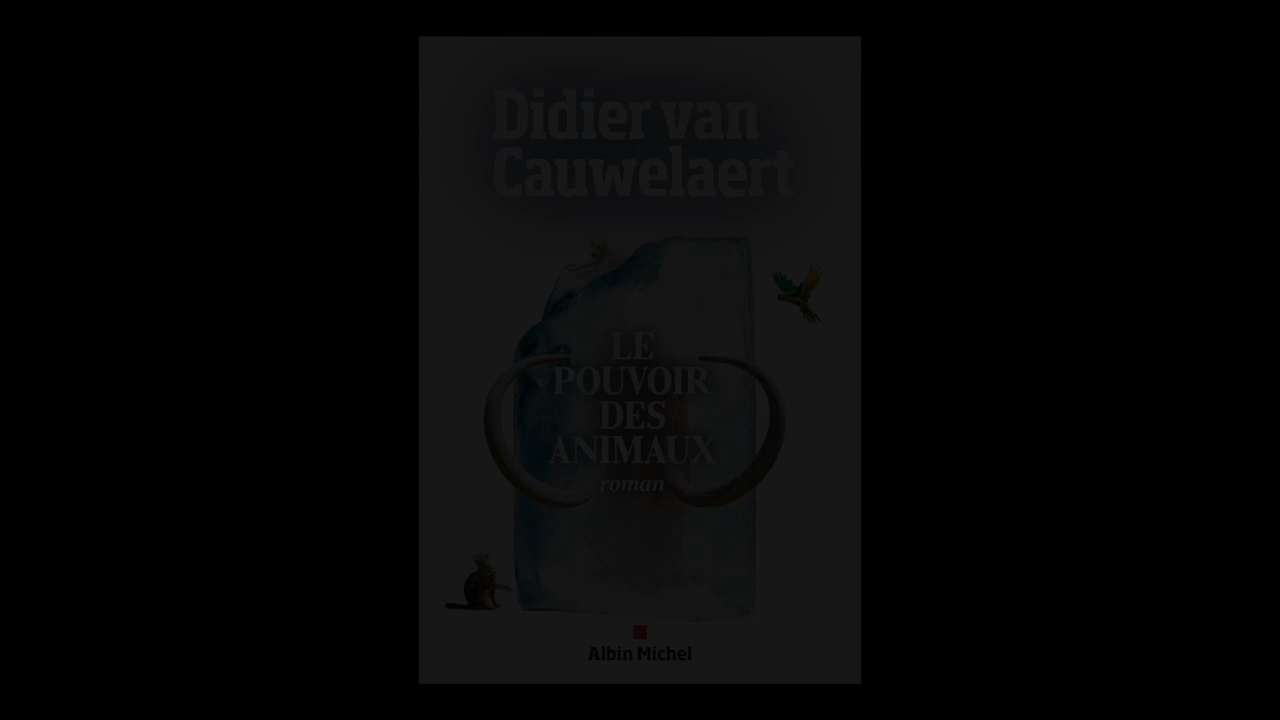 Didier van
Cauwelaert
LE
POUVOIR
DES
ANIMAUX
roman
Albin Michel